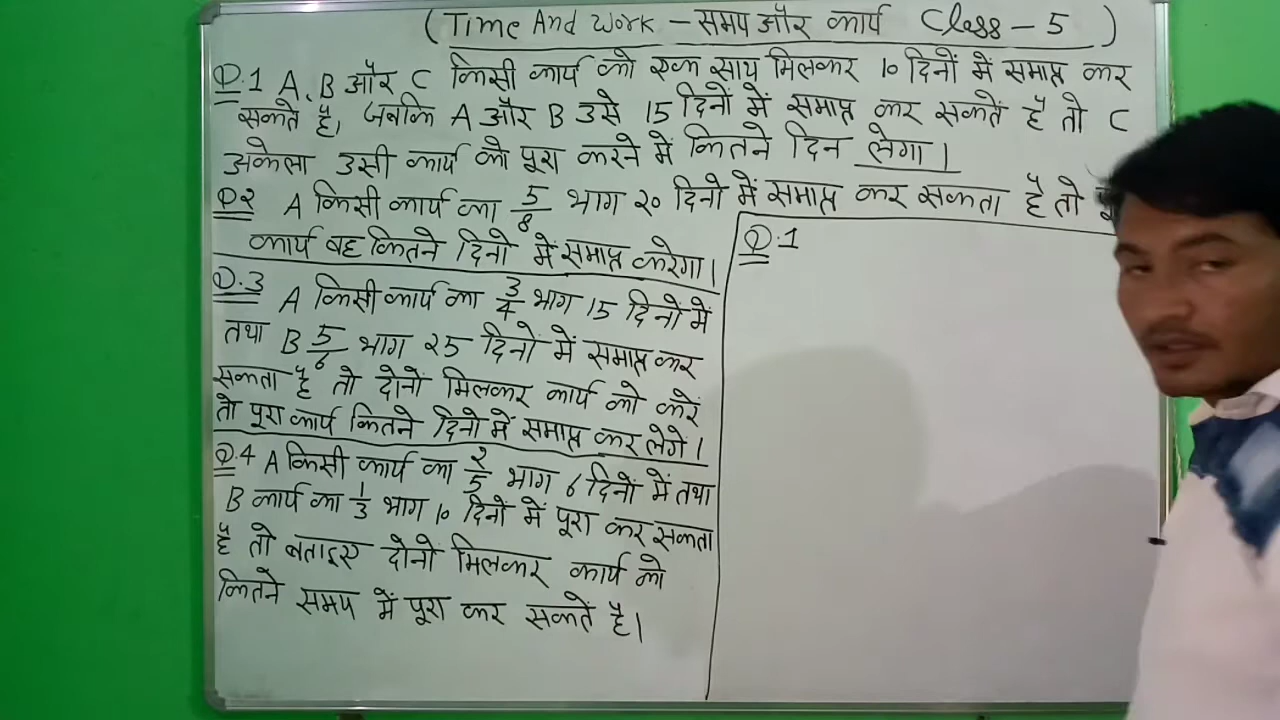 ( Time And Work – समय और कार्य Class – 5 )
Q.1 A, B और C किसी कार्य को एक साथ मिलकर 10 दिनों में समाप्त कर
सकते है, जबकि A और B उसे 15 दिनों में समाप्त कर सकतें है तो C
अकेला उसी कार्य को पूरा करने में कितने दिन लेगा।
Q2 A किसी कार्य का 5/8 भाग 20 दिनो में समाप्त कर सकता है तो
कार्य वह कितने दिनों में समाप्त करेगा।
Q.3 A किसी कार्य का 3/4 भाग 15 दिनों में
तथा B 5/6 भाग 25 दिनो में समाप्त कर
सकता है तो दोनों मिलकर कार्य को करें
तो पूरा कार्य कितने दिनो में समाप्त कर लेगे।
Q.4 A किसी कार्य का 2/5 भाग 6 दिनों में तथा
B कार्य का 1/3 भाग 10 दिनों में पूरा कर सकता
है तो बताइए दोनो मिलकर कार्य को
कितने समय में पूरा कर सकते है।
Q.1